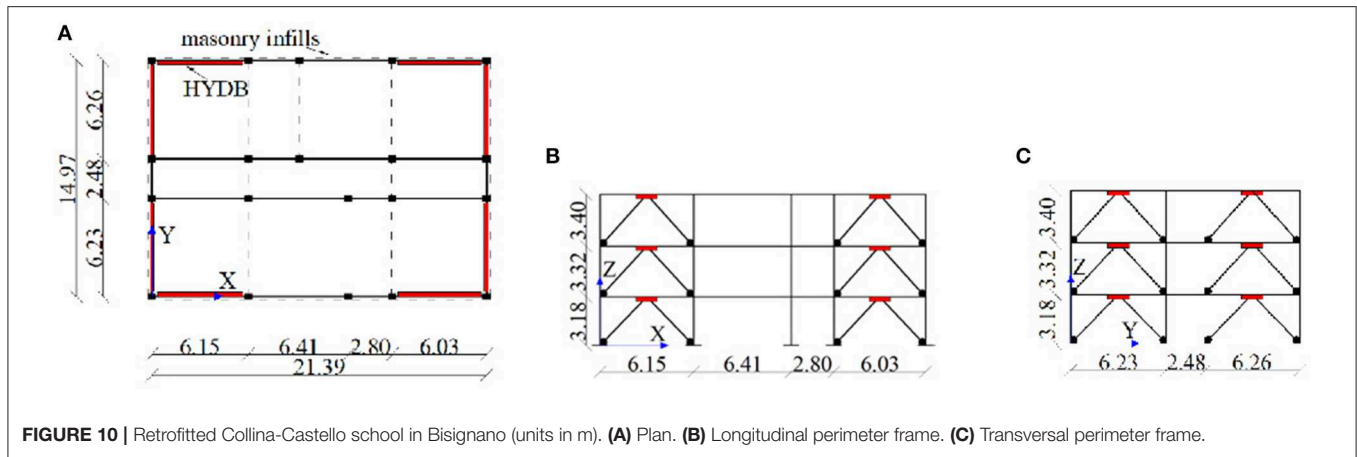 A
masonry infills
HYDB
6.26
2.48
6.23
14.97
Y
X
6.15 6.41 2.80 6.03
21.39
B
3.40
3.32
3.18
Z
X
6.15 6.41 2.80 6.03
C
3.40
3.32
3.18
Z
Y
6.23 2.48 6.26
FIGURE 10 | Retrofitted Collina-Castello school in Bisignano (units in m). (A) Plan. (B) Longitudinal perimeter frame. (C) Transversal perimeter frame.